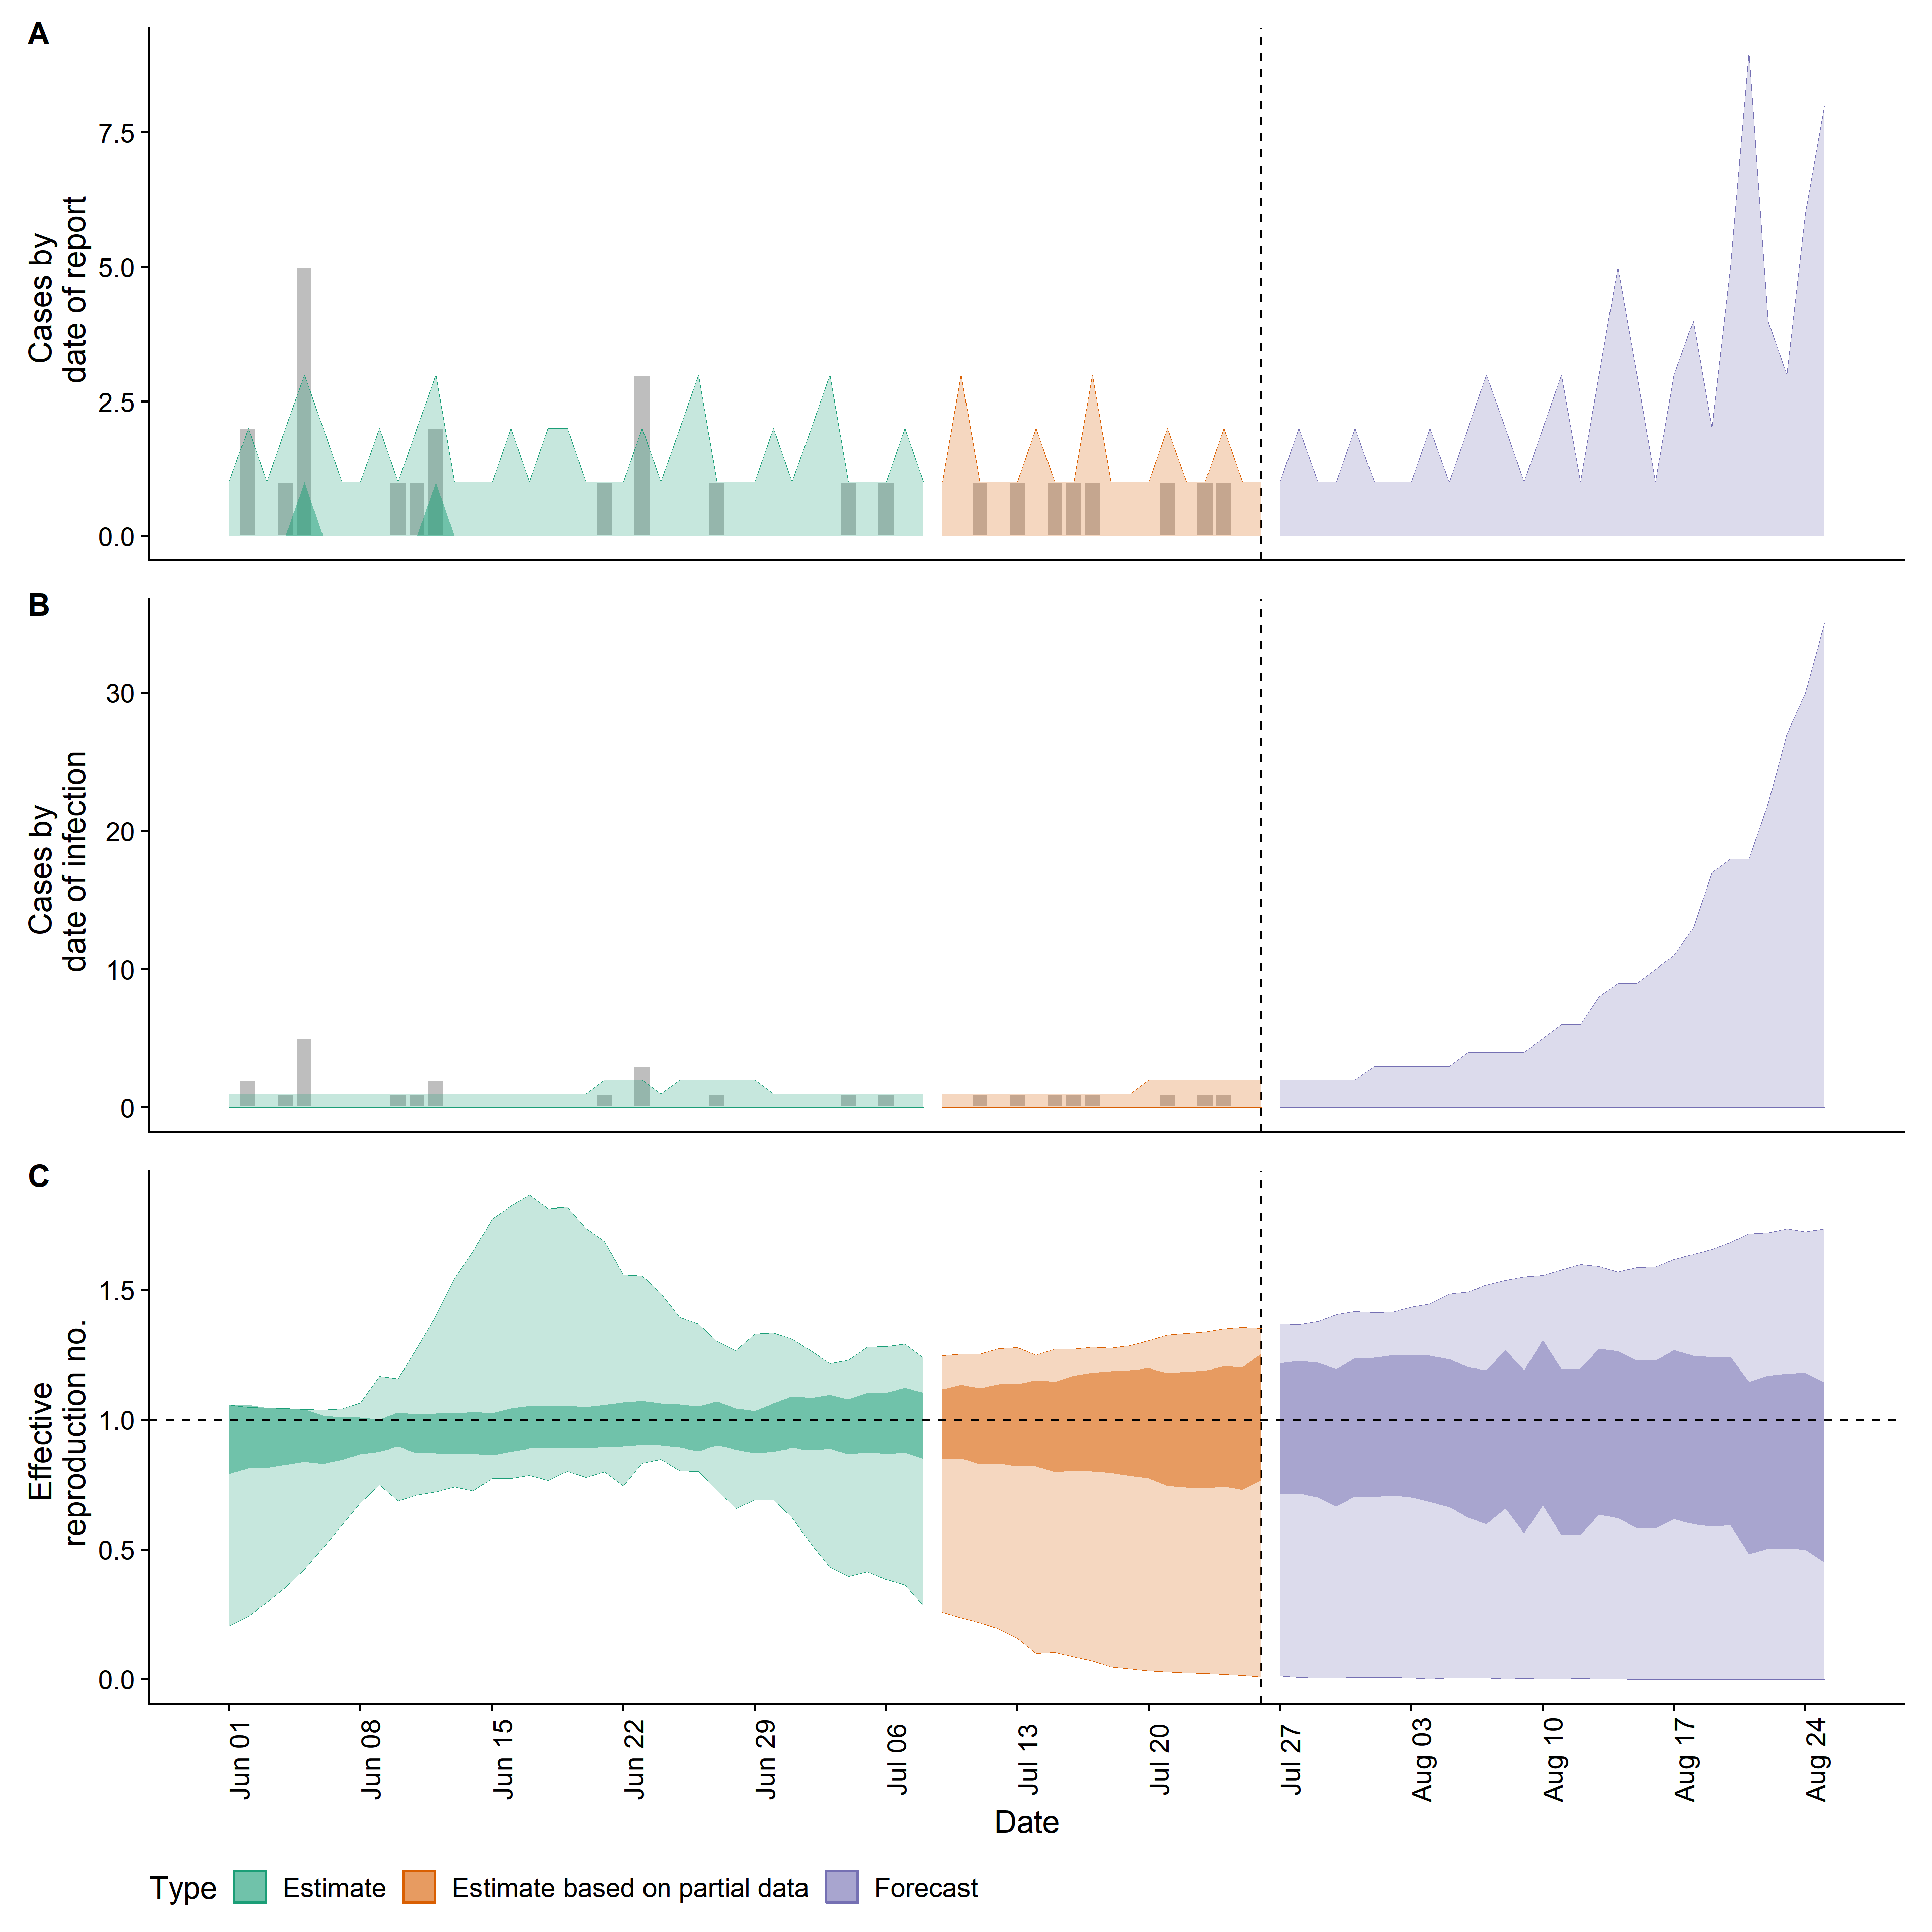 A
Cases by
date of report
7.5
5.0
2.5
0.0
B
Cases by
date of infection
30
20
10
0
C
Effective
reproduction no.
1.5
1.0
0.5
0.0
Jun 01
Jun 08
Jun 15
Jun 22
Jun 29
Jul 06
Jul 13
Jul 20
Jul 27
Aug 03
Aug 10
Aug 17
Aug 24
Date
Type
Estimate
Estimate based on partial data
Forecast